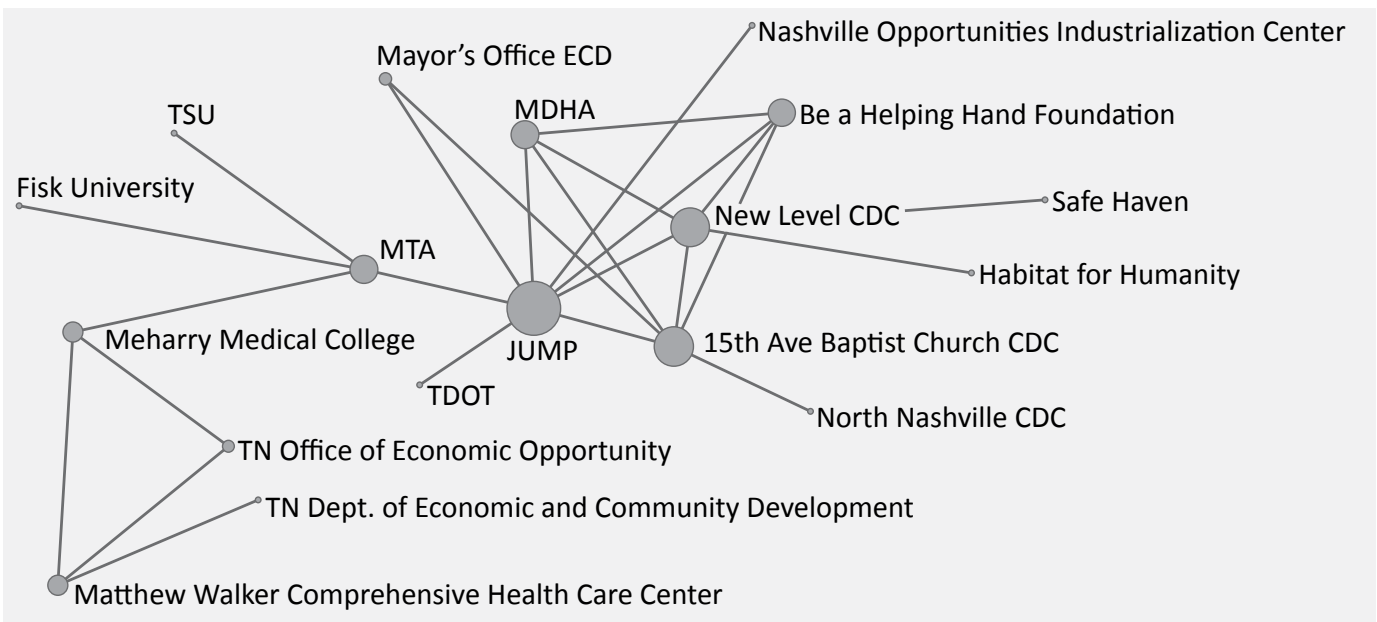 Nashville Opportunities Industrialization Center
Mayor’s Office ECD
MDHA
TSU
Be a Helping Hand Foundation
Fisk University
Safe Haven
New Level CDC
MTA
Habitat for Humanity
Meharry Medical College
JUMP
15th Ave Baptist Church CDC
TDOT
North Nashville CDC
TN Office of Economic Opportunity
TN Dept. of Economic and Community Development
Matthew Walker Comprehensive Health Care Center